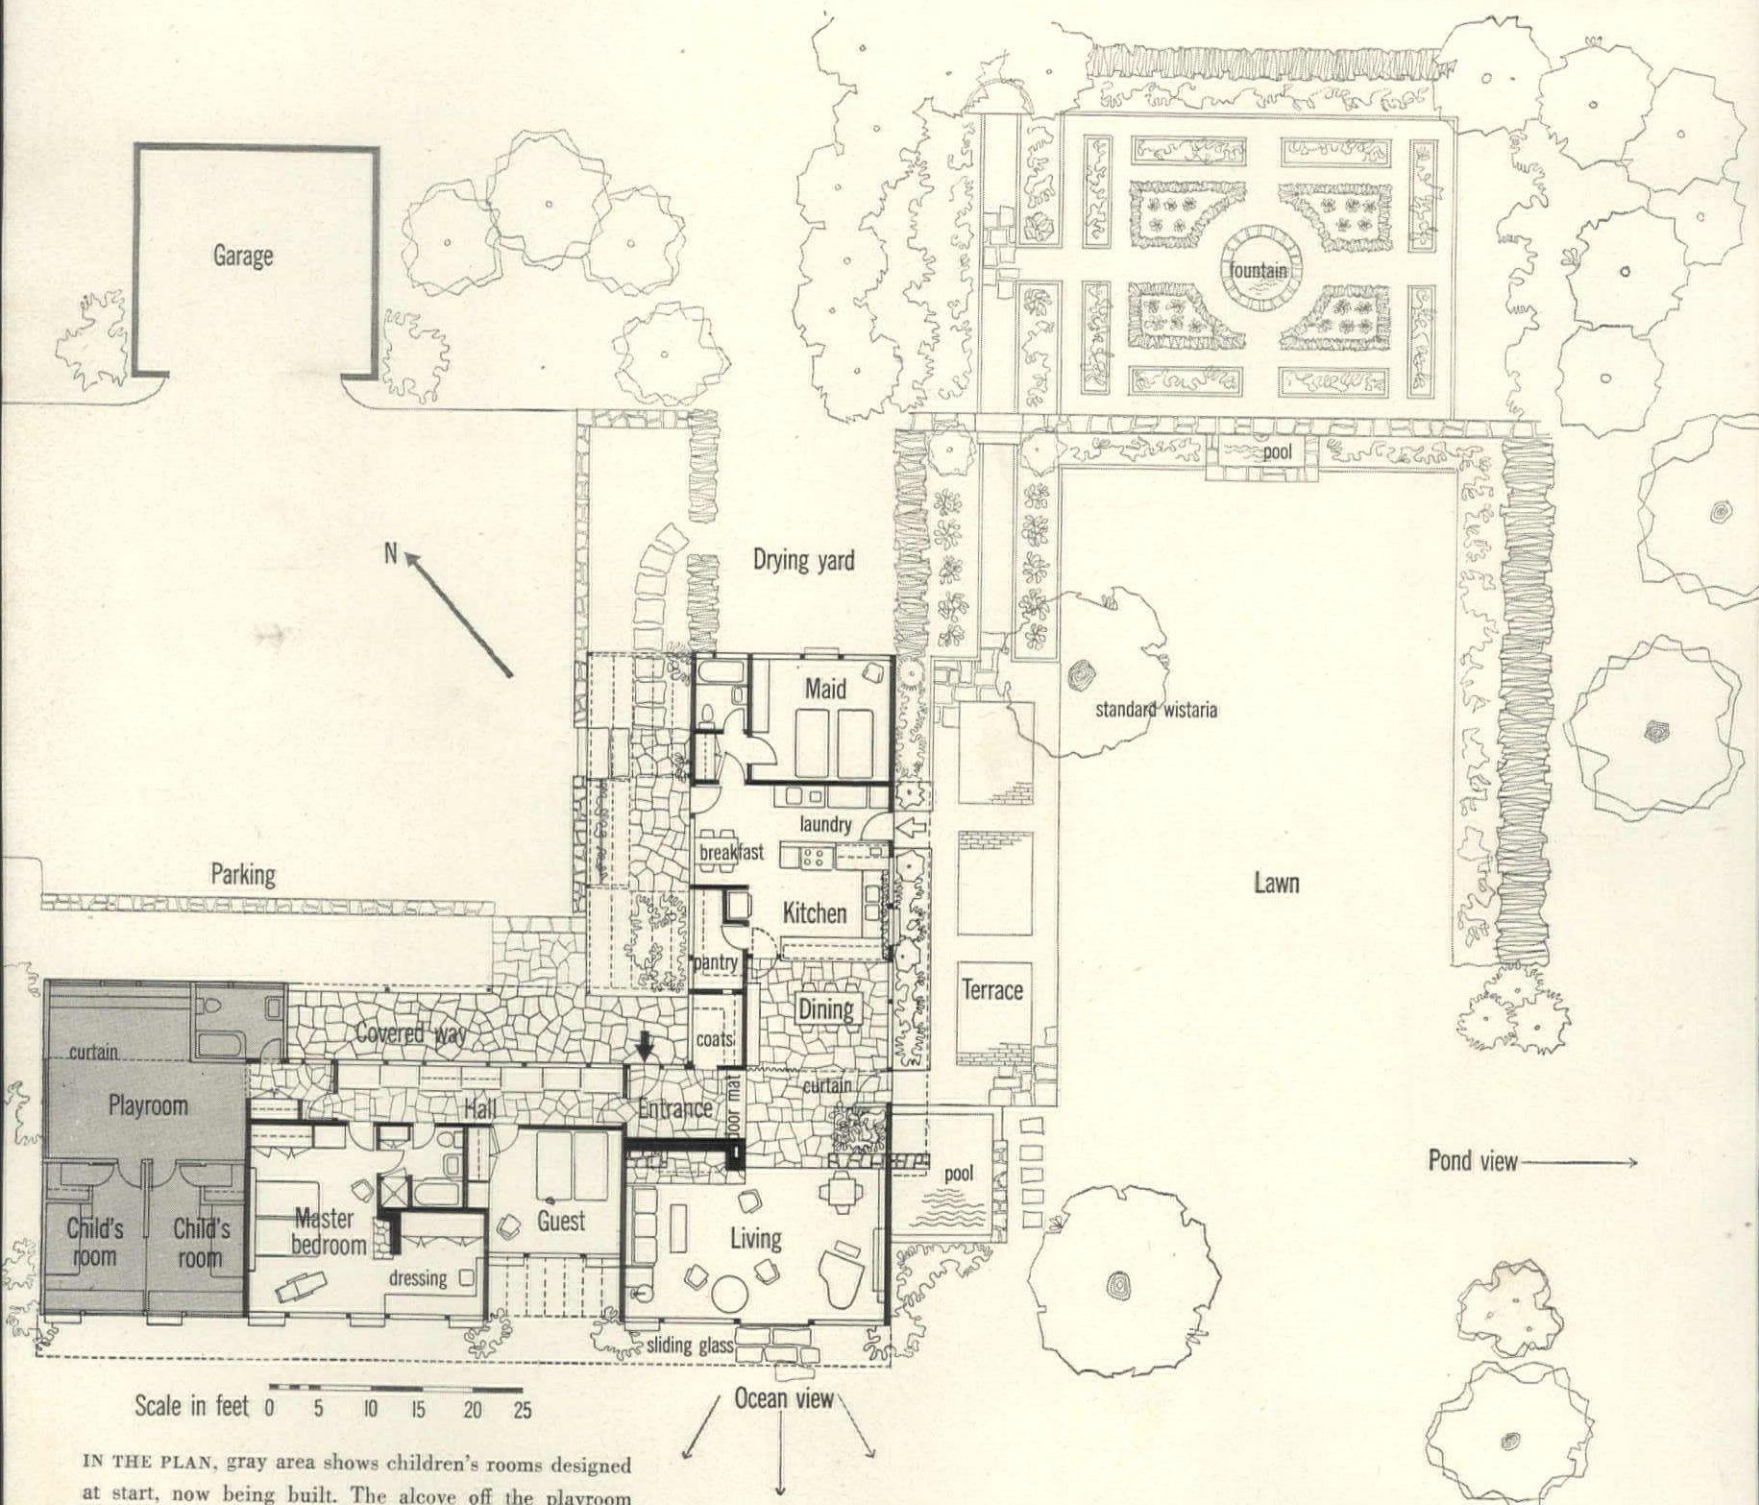 Garage
fountain
pool
N
Drying yard
Maid
standard wistaria
laundry
breakfast
Parking
Lawn
Kitchen
pantry
Terrace
Dining
Covered way
coats
curtain
curtain
Playroom
Hall
Entrance
door mat
Pond view
pool
Child's
room
Child's
room
Master
bedroom
Guest
Living
dressing
sliding glass
Ocean view
Scale in feet 0 5 10 15 20 25
IN THE PLAN, gray area shows children's rooms designed
at start, now being built. The alcove off the playroom